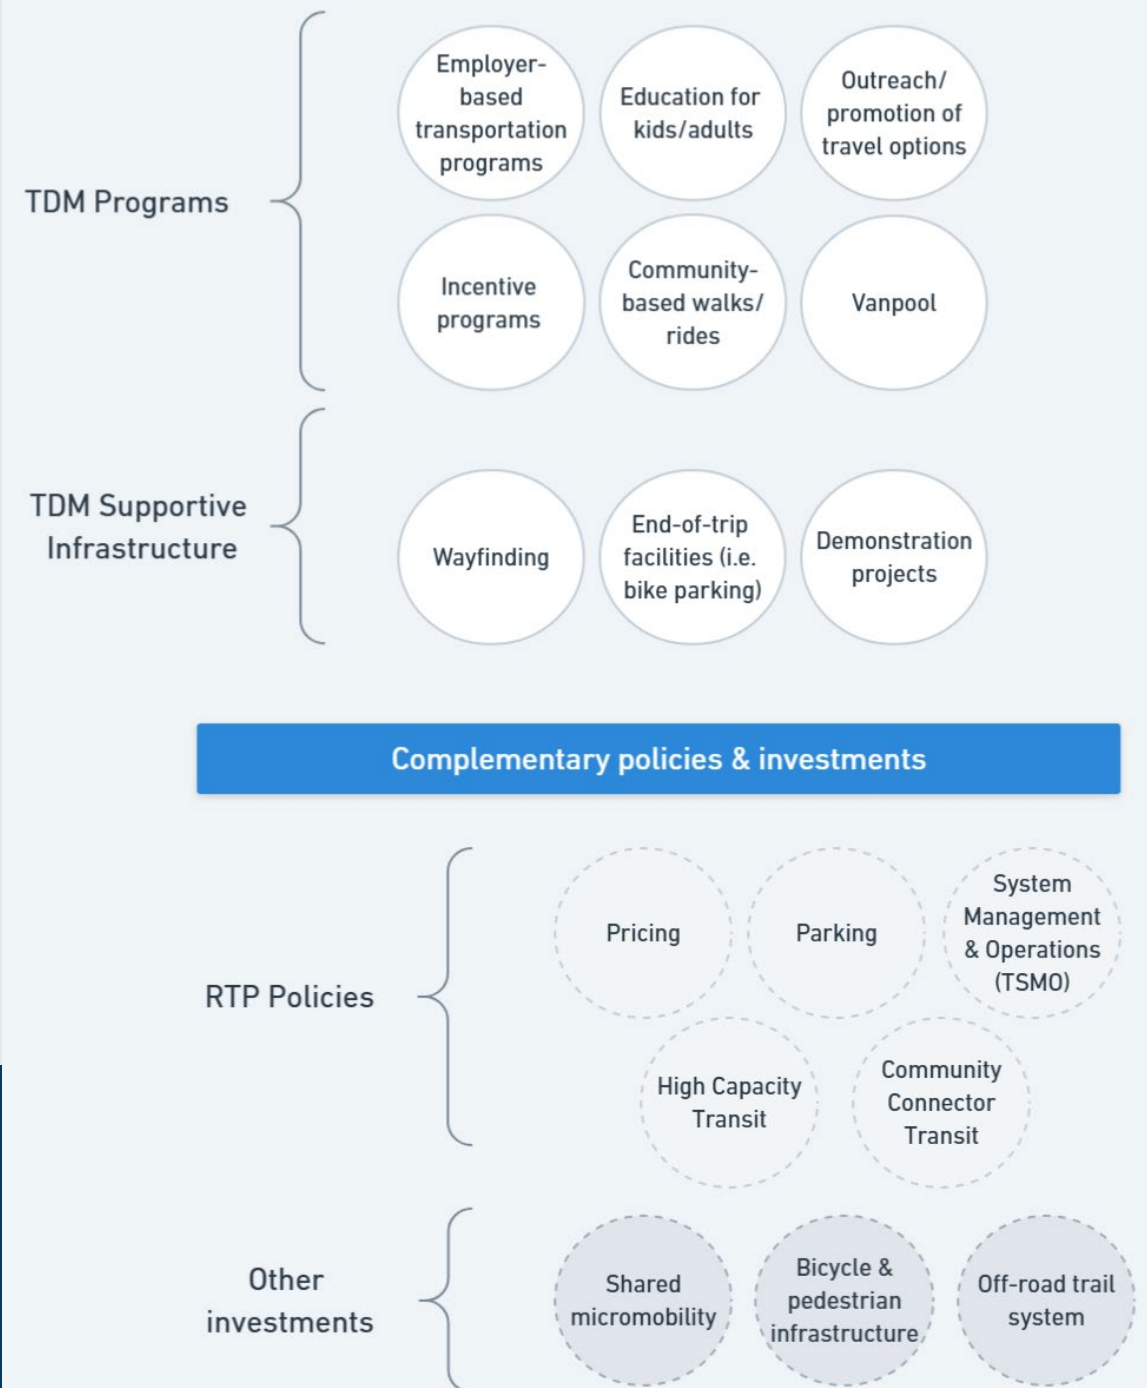 TDM Programs
Employer-
based
transportation
programs
Education for
kids/adults
Outreach/
promotion of
travel options
Incentive
programs
Community-
based walks/
rides
Vanpool
TDM Supportive
Infrastructure
Wayfinding
End-of-trip
facilities (i.e.
bike parking)
Demonstration
projects
Complementary policies & investments
RTP Policies
Pricing
Parking
System
Management
& Operations
(TSMO)
High Capacity
Transit
Community
Connector
Transit
Other
investments
Shared
micromobility
Bicycle &
pedestrian
infrastructure
Off-road trail
system